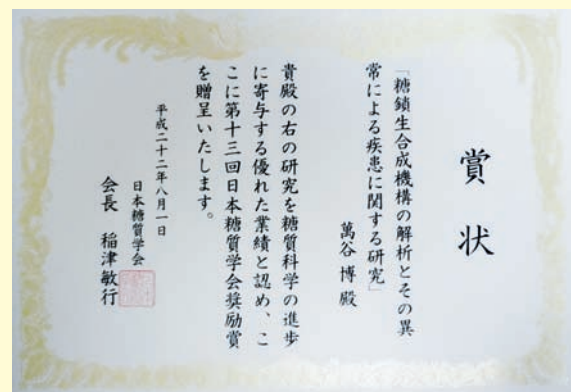 賞状
「糖鎖生合成機構の解析とその異
常による疾患に関する研究」
萬谷博殿
貴殿の右の研究を糖質科学の進歩
に寄与する優れた業績と認め、こ
こに第十三回日本糖質学会奨励賞
を贈呈いたします。
平成二十二年八月一日
日本糖質学会
会長 稲津敏行